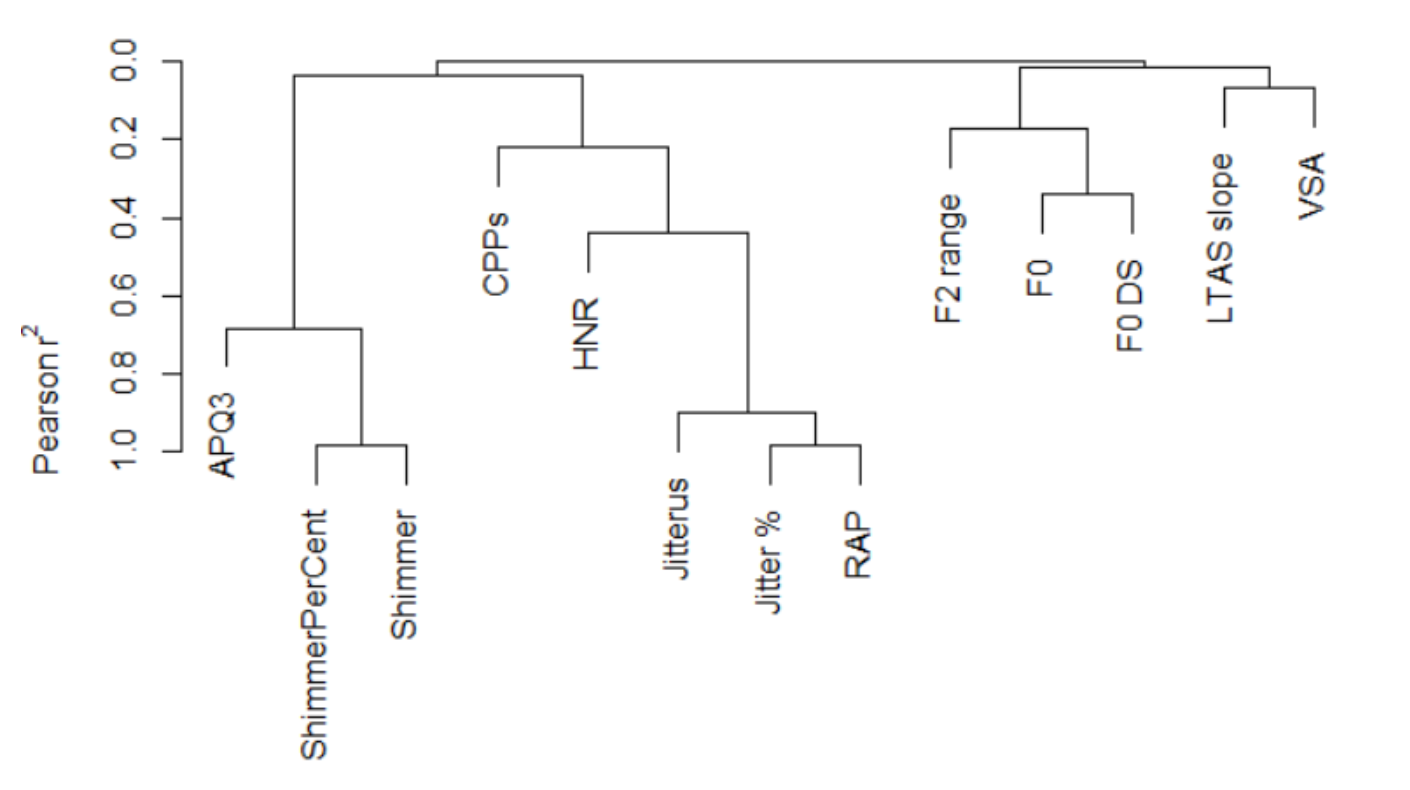 Pearson r²
0.0
0.2
0.4
0.6
0.8
1.0
APQ3
ShimmerPerCent
Shimmer
CPPs
HNR
Jitterus
Jitter %
RAP
F2 range
F0
F0 DS
LTAS slope
VSA